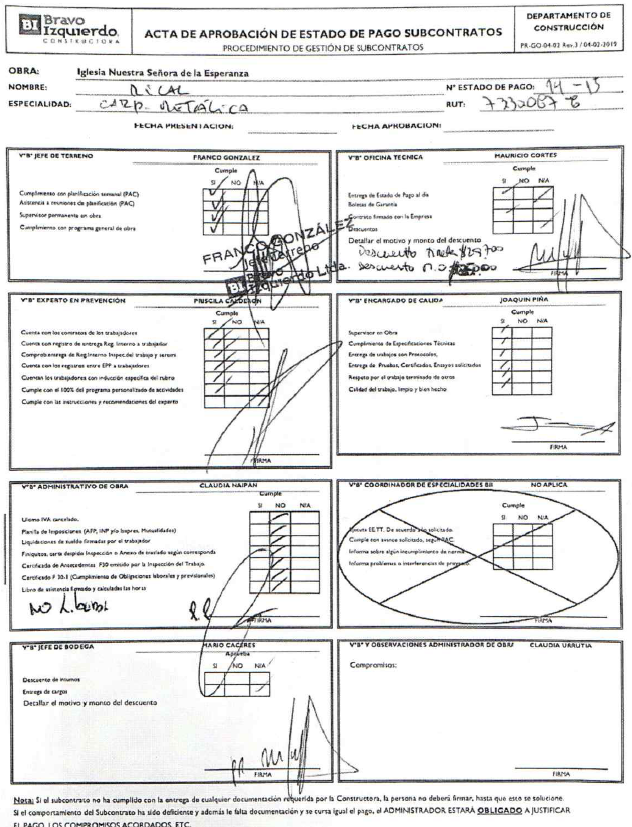 BI Bravo Izquierdo.
CONSTRUCTORA
ACTA DE APROBACIÓN DE ESTADO DE PAGO SUBCONTRATOS
PROCEDIMIENTO DE GESTIÓN DE SUBCONTRATOS
DEPARTAMENTO DE
CONSTRUCCIÓN
PR-GO-04-02 Rev.3 / 04-02-2019
OBRA: Iglesia Nuestra Señora de la Esperanza
NOMBRE: RICAL N° ESTADO DE PAGO: 14 - 15
ESPECIALIDAD: CARP. METÁLICA RUT:
FECHA PRESENTACIÓN: FECHA APROBACIÓN:
V°B° JEFE DE TERRENO FRANCO GONZALEZ
Cumple
SI NO N/A
Cumplimiento con planificación semanal (PAC)
Asistencia a reuniones de planificación (PAC)
Supervisor permanente en obra
Cumplimiento con programa general de obra
FRANCO GONZÁLEZ
Jefe Terreno
BI Bravo
Izquierdo Ltda.
V°B° OFICINA TECNICA MAURICIO CORTES
Cumple
SI NO N/A
Entrega de Estado de Pago al día
Boletas de Garantía
Contrato firmado con la Empresa
Descuentos
Detallar el motivo y monto del descuento
Descuento
Descuento M.O
FIRMA
V°B° EXPERTO EN PREVENCIÓN PRISCILA CALDERÓN
Cumple
SI NO N/A
Cuenta con los contratos de los trabajadores
Cuenta con registro de entrega Reg. Interno a trabajador
Comprob.entrega de Reg.Interno Inspec.del trabajo y seremi
Cuenta con los registros entre EPP a trabajadores
Cuentan los trabajadores con inducción específica del rubro
Cumple con el 100% del programa personalizado de actividades
Cumple con las instrucciones y recomendaciones del experto
FIRMA
V°B° ENCARGADO DE CALIDA JOAQUIN PIÑA
Cumple
SI NO N/A
Supervisor en Obra
Cumplimiento de Especificaciones Técnicas
Entrega de trabajos con Protocolos,
Entrega de Pruebas, Certificados, Ensayos solicitados
Respeto por el trabajo terminado de otros
Calidad del trabajo, limpio y bien hecho
FIRMA
V°B° ADMINISTRATIVO DE OBRA CLAUDIA NAIPAN
Cumple
SI NO N/A
Ultimo IVA cancelado.
Planilla de Imposiciones (AFP, INP y/o Isapres, Mutualidades)
Liquidaciones de sueldo firmadas por el trabajador
Finiquitos, carta despido Inspección o Anexo de traslado según corresponda
Certificado de Antecedentes F30 emitido por la Inspección del Trabajo.
Certificado F 30-1 (Cumplimiento de Obligaciones laborales y previsionales)
Libro de asistencia firmado y calculadas las horas
FIRMA
V°B° COORDINADOR DE ESPECIALIDADES BII NO APLICA
Cumple
SI NO N/A
Ejecuta EE.TT. De acuerdo a lo solicitado.
Cumple con avance solicitado, según PAC.
Informa sobre algún incumplimiento de norma
Informa problemas o interferencias de proyecto
FIRMA
V°B° JEFE DE BODEGA MARIO CACERES
Aprueba
SI NO N/A
Descuento de insumos
Entrega de cargos
Detallar el motivo y monto del descuento
FIRMA
V°B° Y OBSERVACIONES ADMINISTRADOR DE OBRA CLAUDIA URRUTIA
Compromisos:
Nota: Si el subcontrato no ha cumplido con la entrega de cualquier documentación requerida por la Constructora, la persona no deberá firmar, hasta que esto se solucione.
Si el comportamiento del Subcontrato ha sido deficiente y además le falta documentación y se cursa igual el pago, el ADMINISTRADOR ESTARÁ OBLIGADO A JUSTIFICAR
EL PAGO, LOS COMPROMISOS ACORDADOS, ETC.